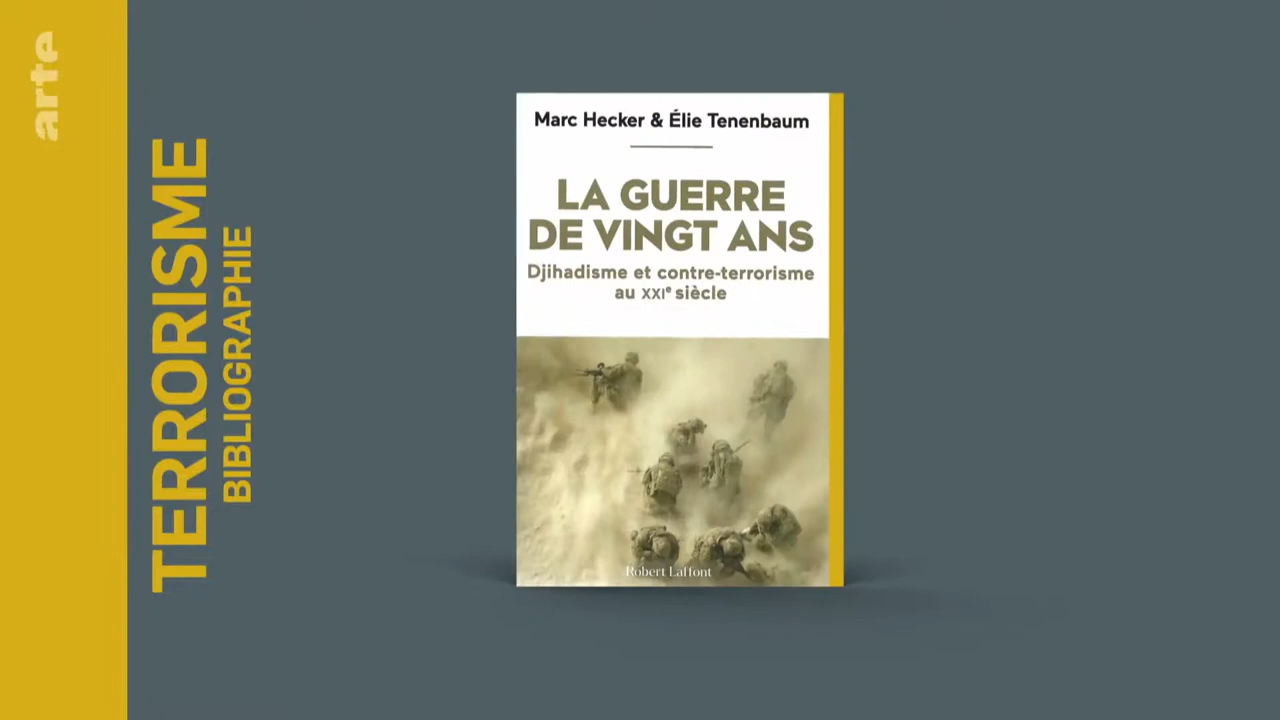 arte
TERRORISME
BIBLIOGRAPHIE
Marc Hecker & Élie Tenenbaum
LA GUERRE
DE VINGT ANS
Djihadisme et contre-terrorisme
au XXIe siècle
Robert Laffont